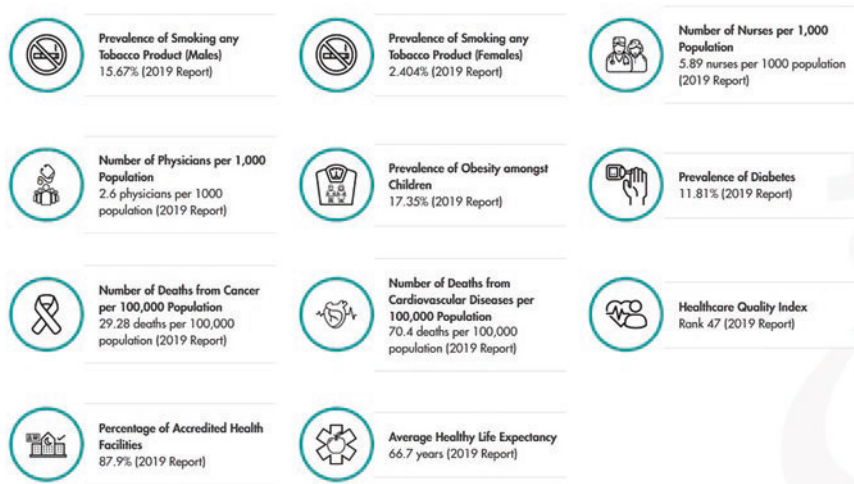 Prevalence of Smoking any
Tobacco Product (Males)
15.67% (2019 Report)
Prevalence of Smoking any
Tobacco Product (Females)
2.404% (2019 Report)
Number of Nurses per 1,000
Population
5.89 nurses per 1000 population
(2019 Report)
Number of Physicians per 1,000
Population
2.6 physicians per 1000
population (2019 Report)
Prevalence of Obesity amongst
Children
17.35% (2019 Report)
Prevalence of Diabetes
11.81% (2019 Report)
Number of Deaths from Cancer
per 100,000 Population
29.28 deaths per 100,000
population (2019 Report)
Number of Deaths from
Cardiovascular Diseases per
100,000 Population
70.4 deaths per 100,000
population (2019 Report)
Healthcare Quality Index
Rank 47 (2019 Report)
Percentage of Accredited Health
Facilities
87.9% (2019 Report)
Average Healthy Life Expectancy
66.7 years (2019 Report)